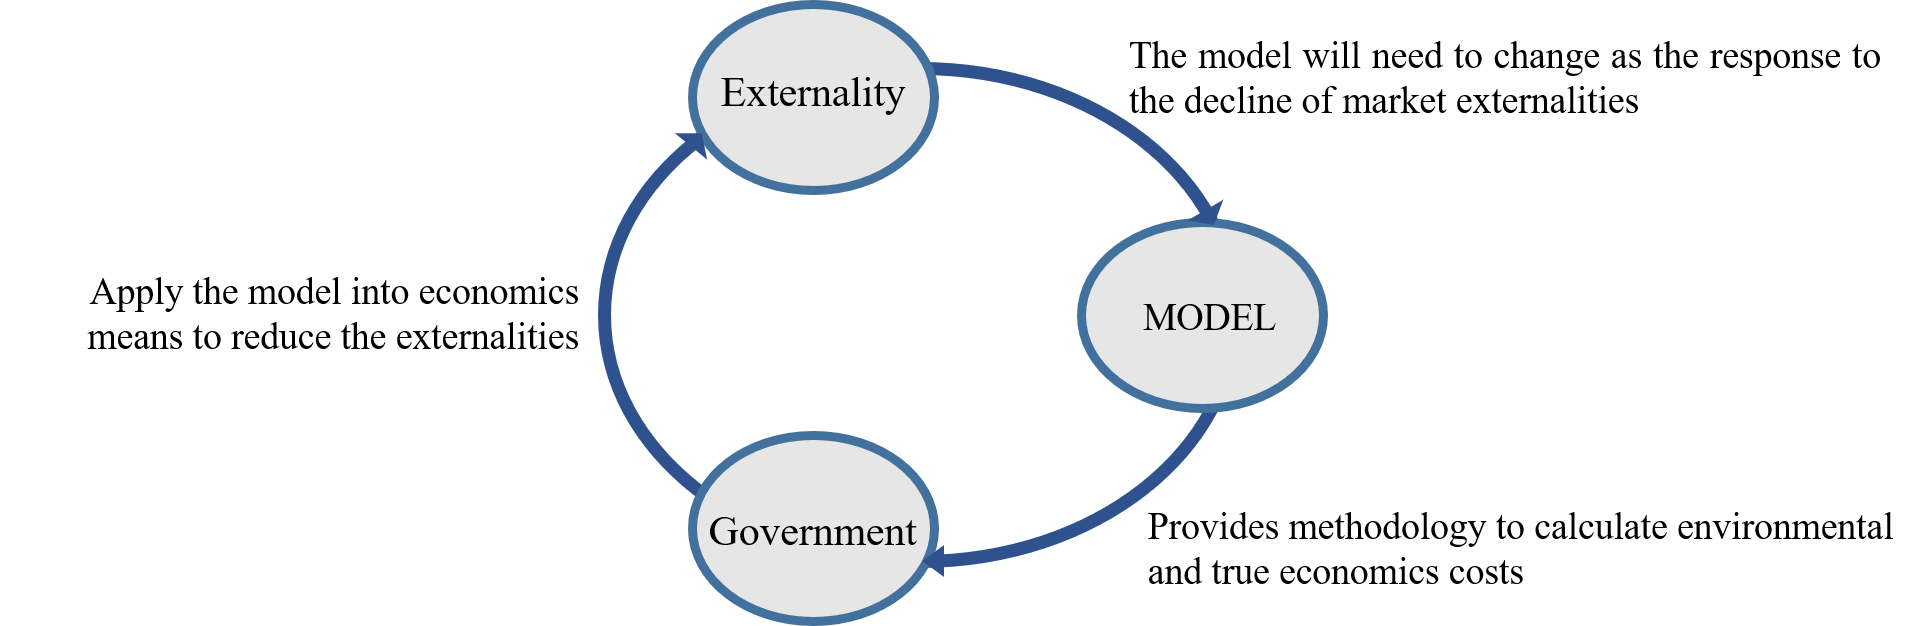 Externality
The model will need to change as the response to
the decline of market externalities
MODEL
Apply the model into economics
means to reduce the externalities
Government
Provides methodology to calculate environmental
and true economics costs